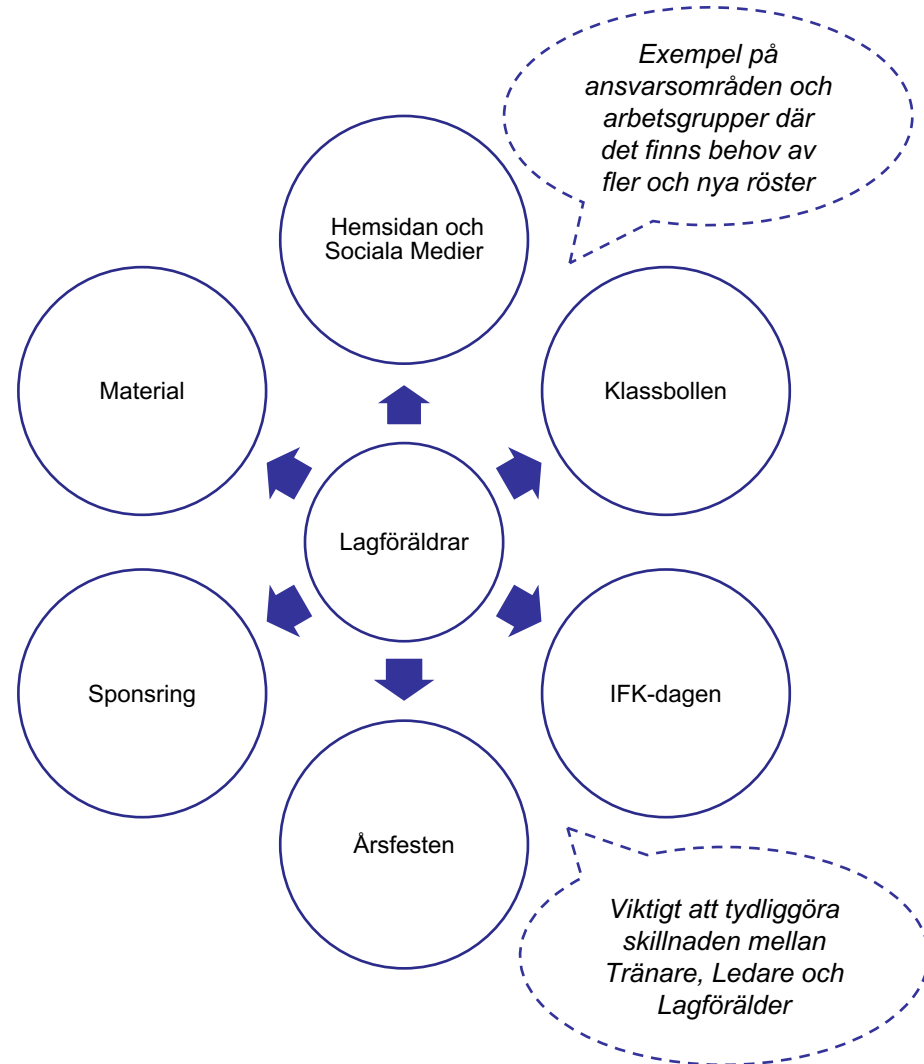 Exempel på
ansvarsområden och
arbetsgrupper där
det finns behov av
fler och nya röster
Hemsidan och
Sociala Medier
Material
Klassbollen
Lagföräldrar
Sponsring
IFK-dagen
Årsfesten
Viktigt att tydliggöra
skillnaden mellan
Tränare, Ledare och
Lagförälder